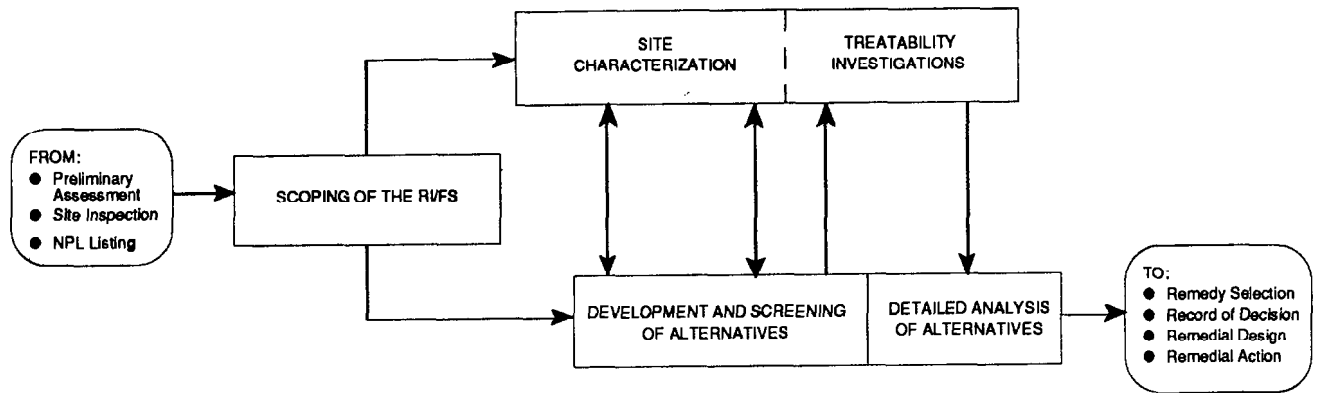 FROM:
● Preliminary
Assessment
● Site Inspection
● NPL Listing
SCOPING OF THE RI/FS
SITE
CHARACTERIZATION
TREATABILITY
INVESTIGATIONS
DEVELOPMENT AND SCREENING
OF ALTERNATIVES
DETAILED ANALYSIS
OF ALTERNATIVES
TO:
● Remedy Selection
● Record of Decision
● Remedial Design
● Remedial Action